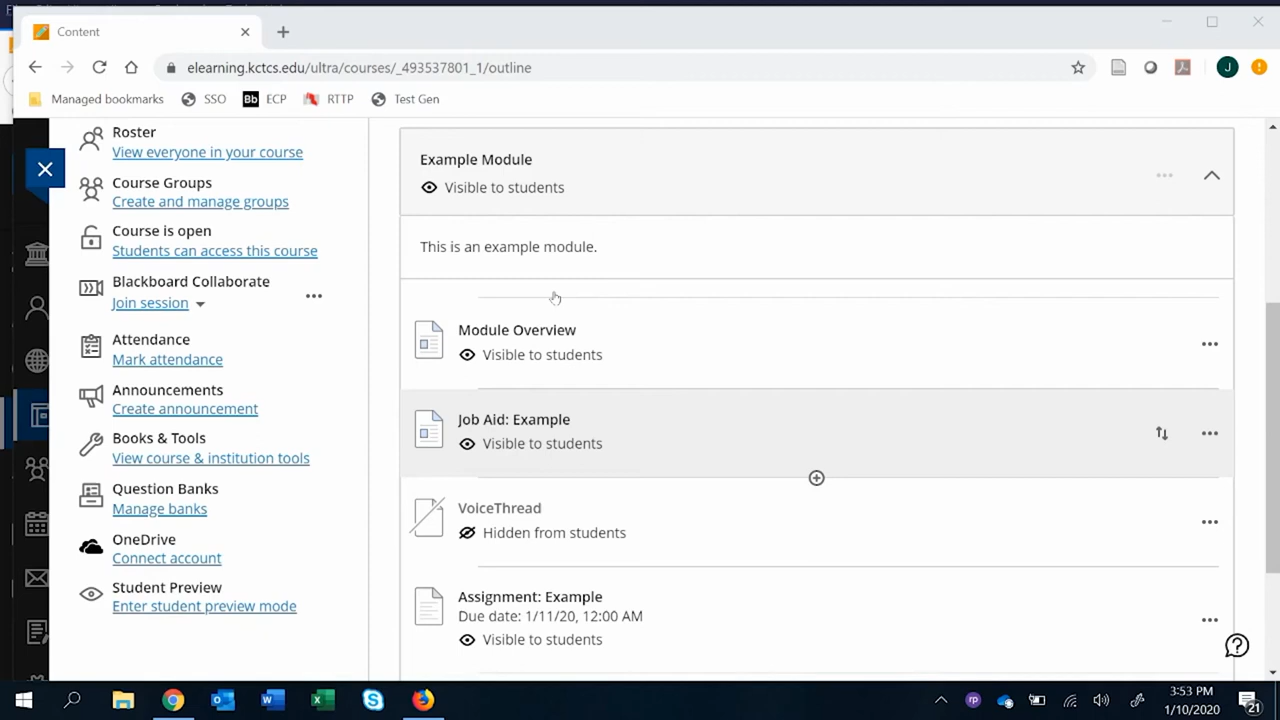 Content
elearning.kctcs.edu/ultra/courses/_493537801_1/outline
J
Managed bookmarks
SSO
Bb ECP
RTTP
Test Gen
Roster
View everyone in your course
Course Groups
Create and manage groups
Course is open
Students can access this course
Blackboard Collaborate
Join session
Attendance
Mark attendance
Announcements
Create announcement
Books & Tools
View course & institution tools
Question Banks
Manage banks
OneDrive
Connect account
Student Preview
Enter student preview mode
Example Module
Visible to students
This is an example module.
Module Overview
Visible to students
Job Aid: Example
Visible to students
VoiceThread
Hidden from students
Assignment: Example
Due date: 1/11/20, 12:00 AM
Visible to students
rp
3:53 PM
1/10/2020
21